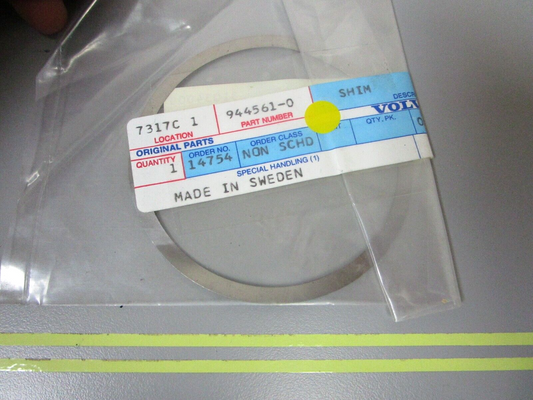 7317C 1
LOCATION
944561-0
PART NUMBER
SHIM
ORIGINAL PARTS
VOLV
QUANTITY
1
ORDER NO.
14754
ORDER CLASS
NON SCHD
QTY, PK.
SPECIAL HANDLING (1)
MADE IN SWEDEN